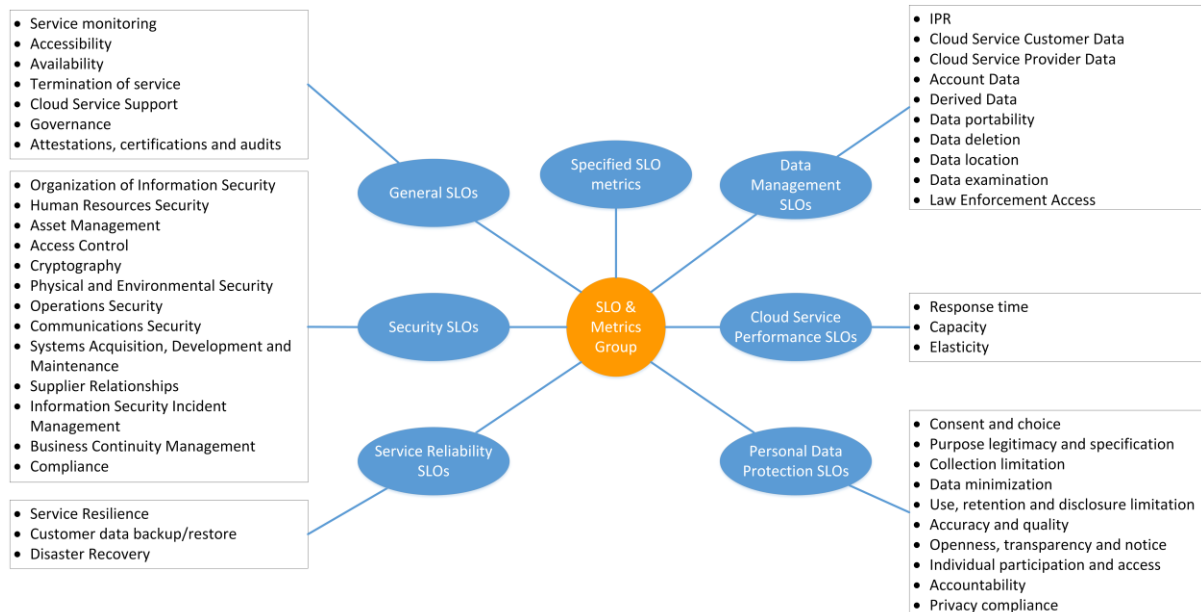 • Service monitoring
• Accessibility
• Availability
• Termination of service
• Cloud Service Support
• Governance
• Attestations, certifications and audits
• Organization of Information Security
• Human Resources Security
• Asset Management
• Access Control
• Cryptography
• Physical and Environmental Security
• Operations Security
• Communications Security
• Systems Acquisition, Development and
Maintenance
• Supplier Relationships
• Information Security Incident
Management
• Business Continuity Management
• Compliance
• Service Resilience
• Customer data backup/restore
• Disaster Recovery
General SLOs
Security SLOs
Service Reliability
SLOs
Specified SLO
metrics
SLO &
Metrics
Group
Data
Management
SLOs
Cloud Service
Performance SLOs
Personal Data
Protection SLOs
• IPR
• Cloud Service Customer Data
• Cloud Service Provider Data
• Account Data
• Derived Data
• Data portability
• Data deletion
• Data location
• Data examination
• Law Enforcement Access
• Response time
• Capacity
• Elasticity
• Consent and choice
• Purpose legitimacy and specification
• Collection limitation
• Data minimization
• Use, retention and disclosure limitation
• Accuracy and quality
• Openness, transparency and notice
• Individual participation and access
• Accountability
• Privacy compliance